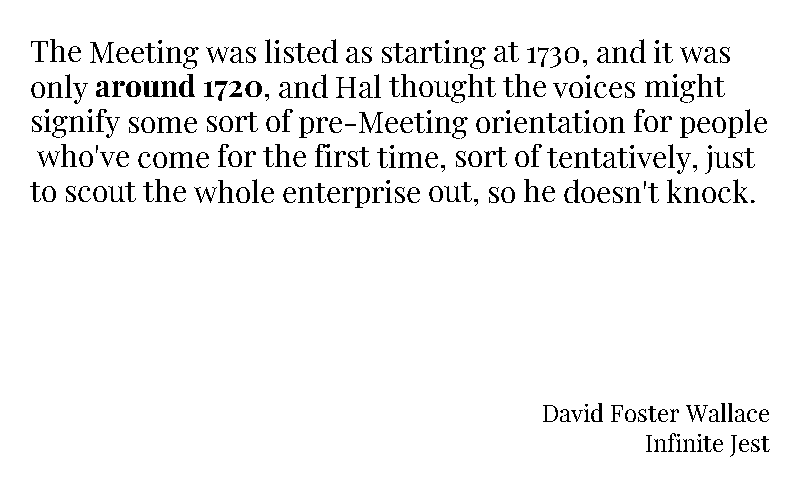 The Meeting was listed as starting at 1730, and it was
only around 1720, and Hal thought the voices might
signify some sort of pre-Meeting orientation for people
who've come for the first time, sort of tentatively, just
to scout the whole enterprise out, so he doesn't knock.
David Foster Wallace
Infinite Jest